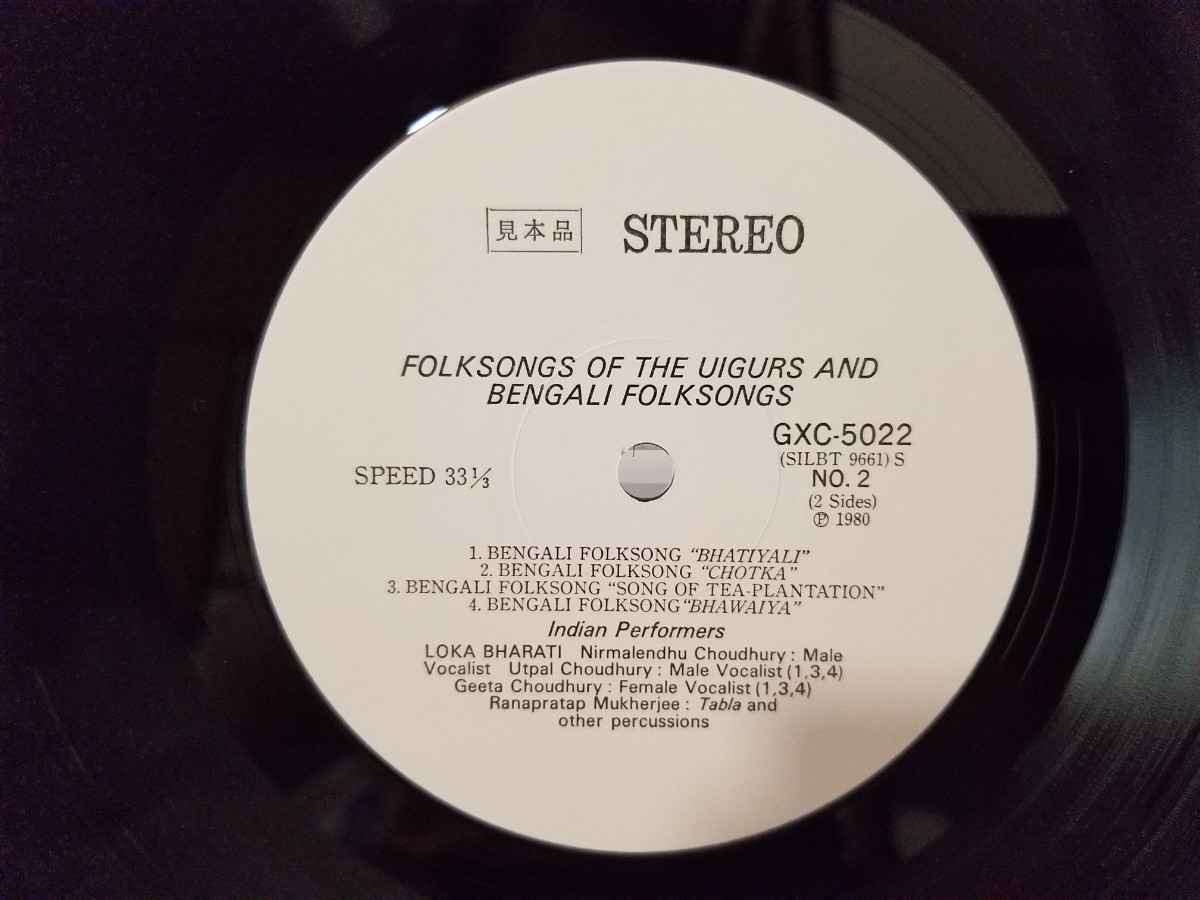 見本品 STEREO
FOLKSONGS OF THE UIGURS AND
BENGALI FOLKSONGS
GXC-5022
(SILBT 9661) S
SPEED 33⅓
NO. 2
(2 Sides)
℗ 1980
1. BENGALI FOLKSONG "BHATIYALI"
2. BENGALI FOLKSONG "CHOTKA"
3. BENGALI FOLKSONG "SONG OF TEA-PLANTATION"
4. BENGALI FOLKSONG "BHAWAIYA"
Indian Performers
LOKA BHARATI Nirmalendhu Choudhury : Male
Vocalist Utpal Choudhury : Male Vocalist (1,3,4)
Geeta Choudhury : Female Vocalist (1,3,4)
Ranapratap Mukherjee : Tabla and
other percussions